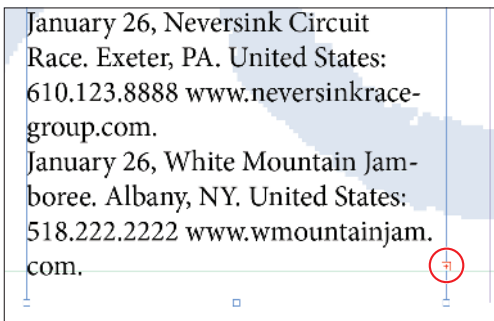 January 26, Neversink Circuit
Race. Exeter, PA. United States:
610.123.8888 www.neversinkrace-
group.com.
January 26, White Mountain Jam-
boree. Albany, NY. United States:
518.222.2222 www.wmountainjam.
com.